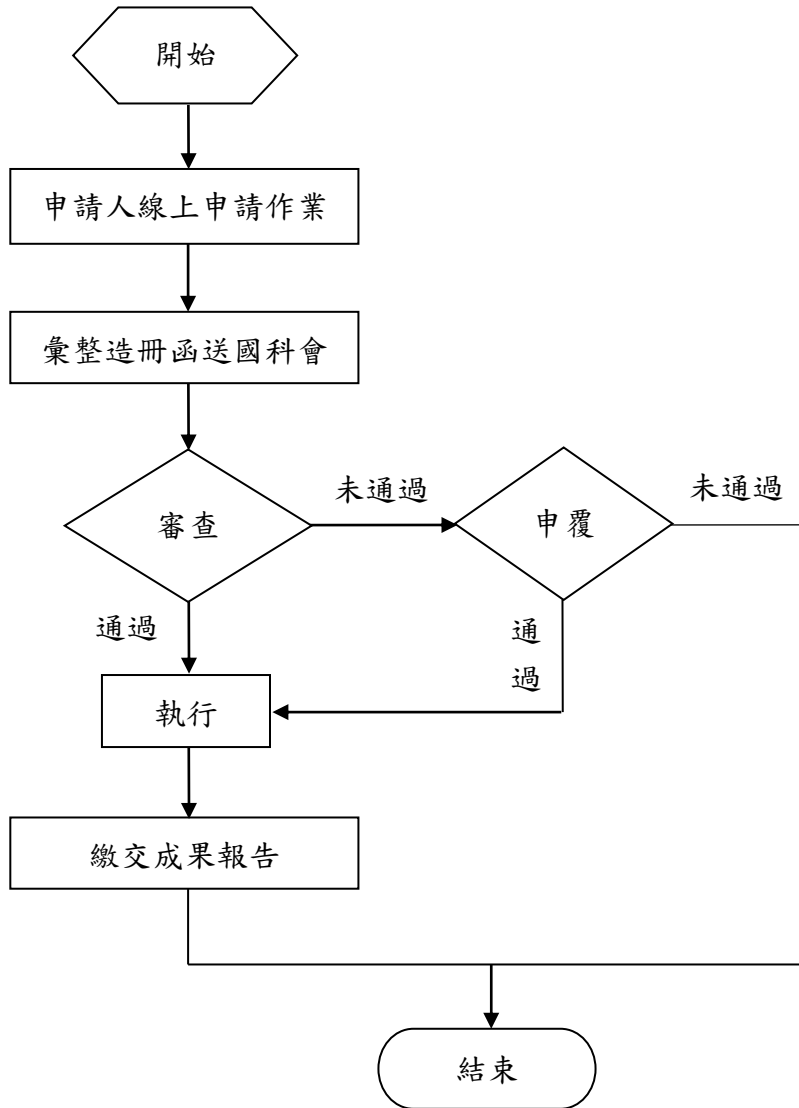 開始
申請人線上申請作業
彙整造冊函送國科會
審查
未通過
申覆
未通過
通過
通
過
執行
繳交成果報告
結束